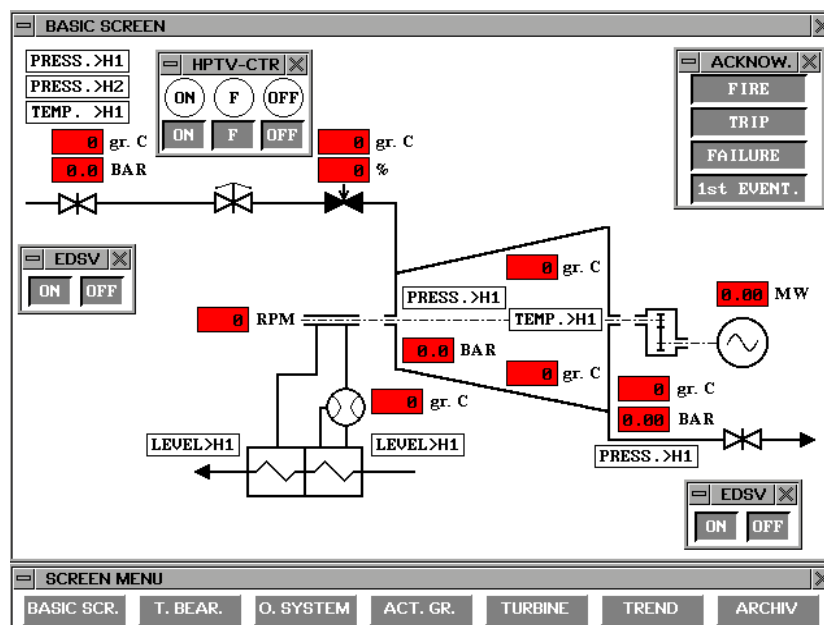 BASIC SCREEN
PRESS.>H1
PRESS.>H2
TEMP. >H1
HPTV-CTR
ON F OFF
ON F OFF
ACKNOW.
FIRE
TRIP
FAILURE
1st EVENT.
0 gr. C
0.0 BAR
0 gr. C
0 %
EDSV
ON OFF
0 gr. C
PRESS.>H1
0 RPM
TEMP.>H1
0.00 MW
0.0 BAR
0 gr. C
0 gr. C
0 gr. C
0.00 BAR
LEVEL>H1
LEVEL>H1
PRESS.>H1
EDSV
ON OFF
SCREEN MENU
BASIC SCR. T. BEAR. O. SYSTEM ACT. GR. TURBINE TREND ARCHIV